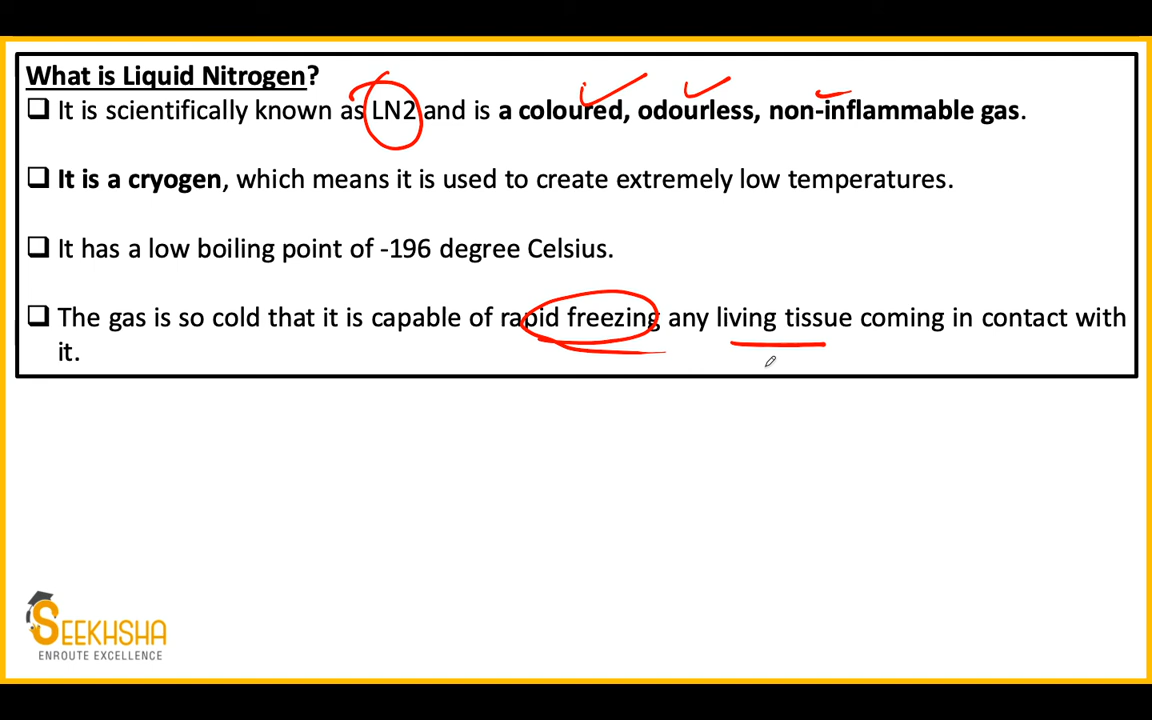 What is Liquid Nitrogen?
It is scientifically known as LN2 and is a coloured, odourless, non-inflammable gas.
It is a cryogen, which means it is used to create extremely low temperatures.
It has a low boiling point of -196 degree Celsius.
The gas is so cold that it is capable of rapid freezing any living tissue coming in contact with
it.
SEEKHSHA
ENROUTE EXCELLENCE